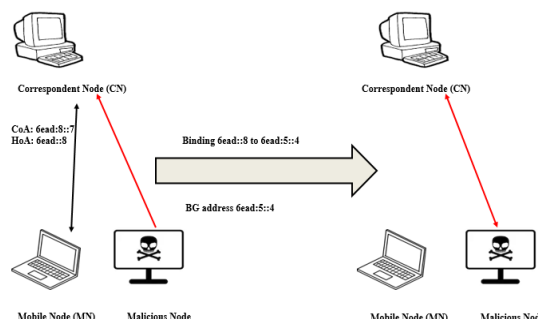 Correspondent Node (CN)
Correspondent Node (CN)
CoA: 6ead:8::7
HoA: 6ead::8
Binding 6ead::8 to 6ead:5::4
BG address 6ead:5::4
Mobile Node (MN)
Malicious Node
Mobile Node (MN)
Malicious